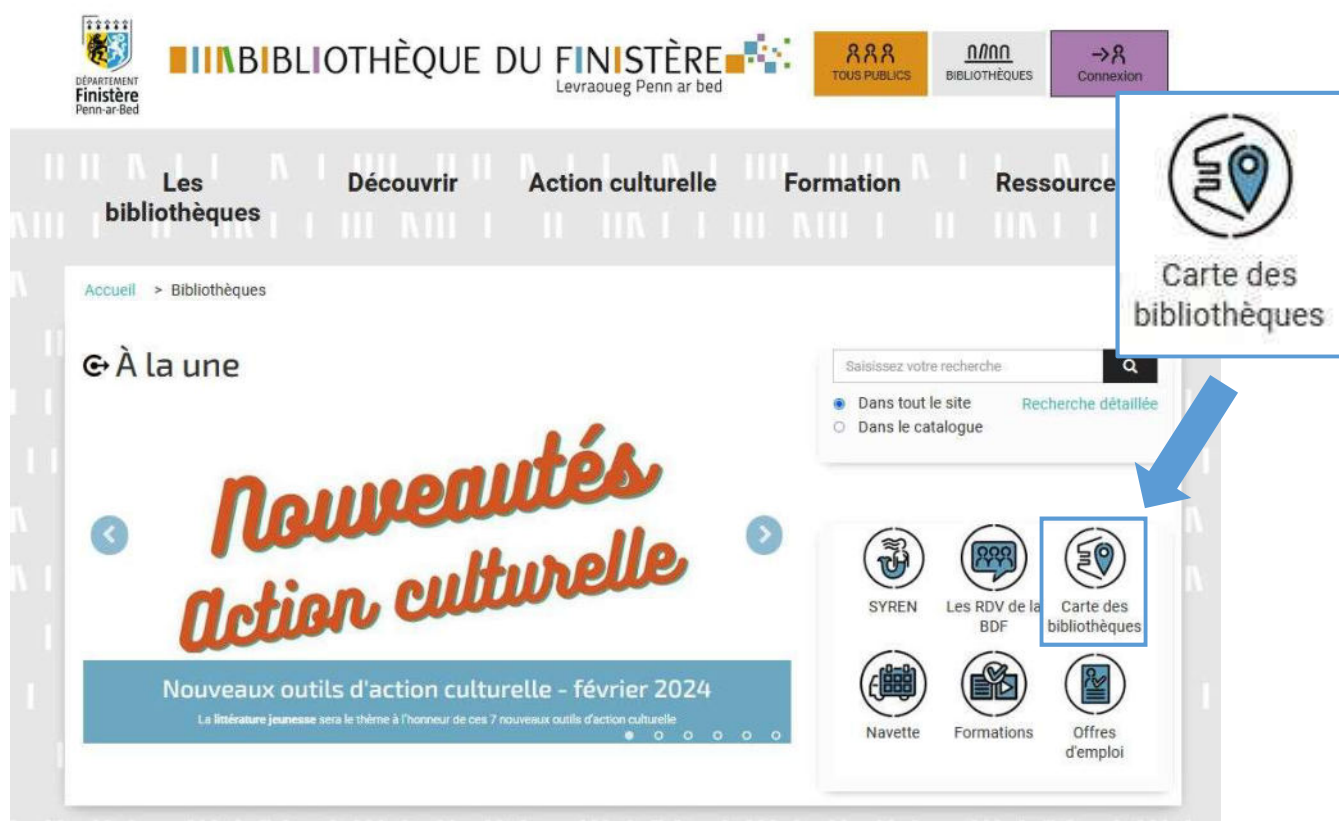 DÉPARTEMENT
Finistère
Penn-ar-Bed
BIBLIOTHÈQUE DU FINISTÈRE
Levraoueg Penn ar bed
TOUS PUBLICS
BIBLIOTHÈQUES
Connexion
Carte des
bibliothèques
Les
bibliothèques
Découvrir
Action culturelle
Formation
Ressource
Accueil > Bibliothèques
À la une
Saisissez votre recherche
Dans tout le site
Recherche détaillée
Dans le catalogue
Nouveautés
Action culturelle
Nouveaux outils d'action culturelle - février 2024
La littérature jeunesse sera le thème à l'honneur de ces 7 nouveaux outils d'action culturelle
SYREN
Les RDV de la
BDF
Carte des
bibliothèques
Navette
Formations
Offres
d'emploi